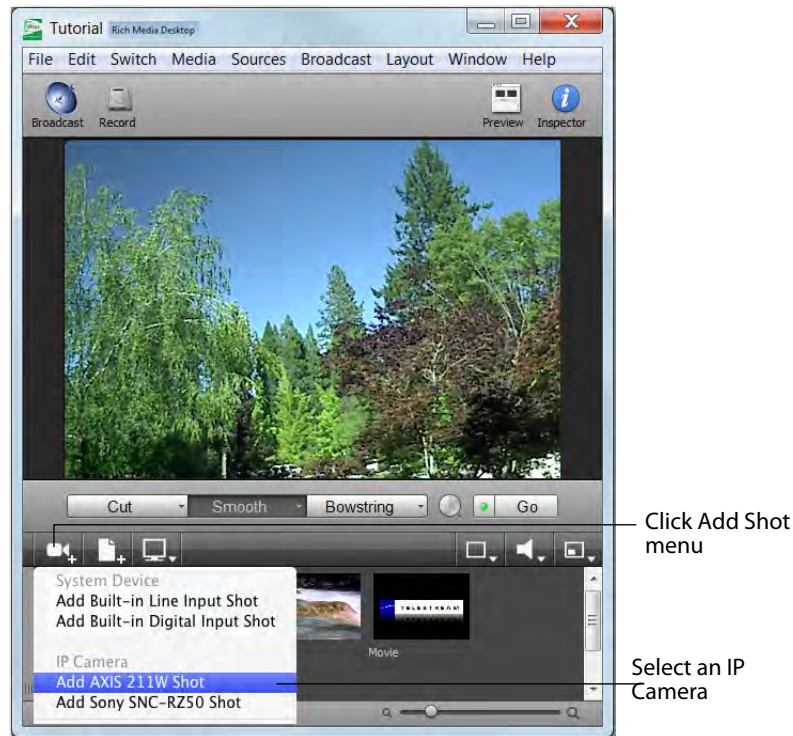 Tutorial Rich Media Desktop
File Edit Switch Media Sources Broadcast Layout Window Help
Broadcast Record Preview Inspector
Cut Smooth Bowstring Go
Click Add Shot
menu
System Device
Add Built-in Line Input Shot
Add Built-in Digital Input Shot
TELESTREAM
Movie
IP Camera
Add AXIS 211W Shot
Add Sony SNC-RZ50 Shot
Select an IP
Camera